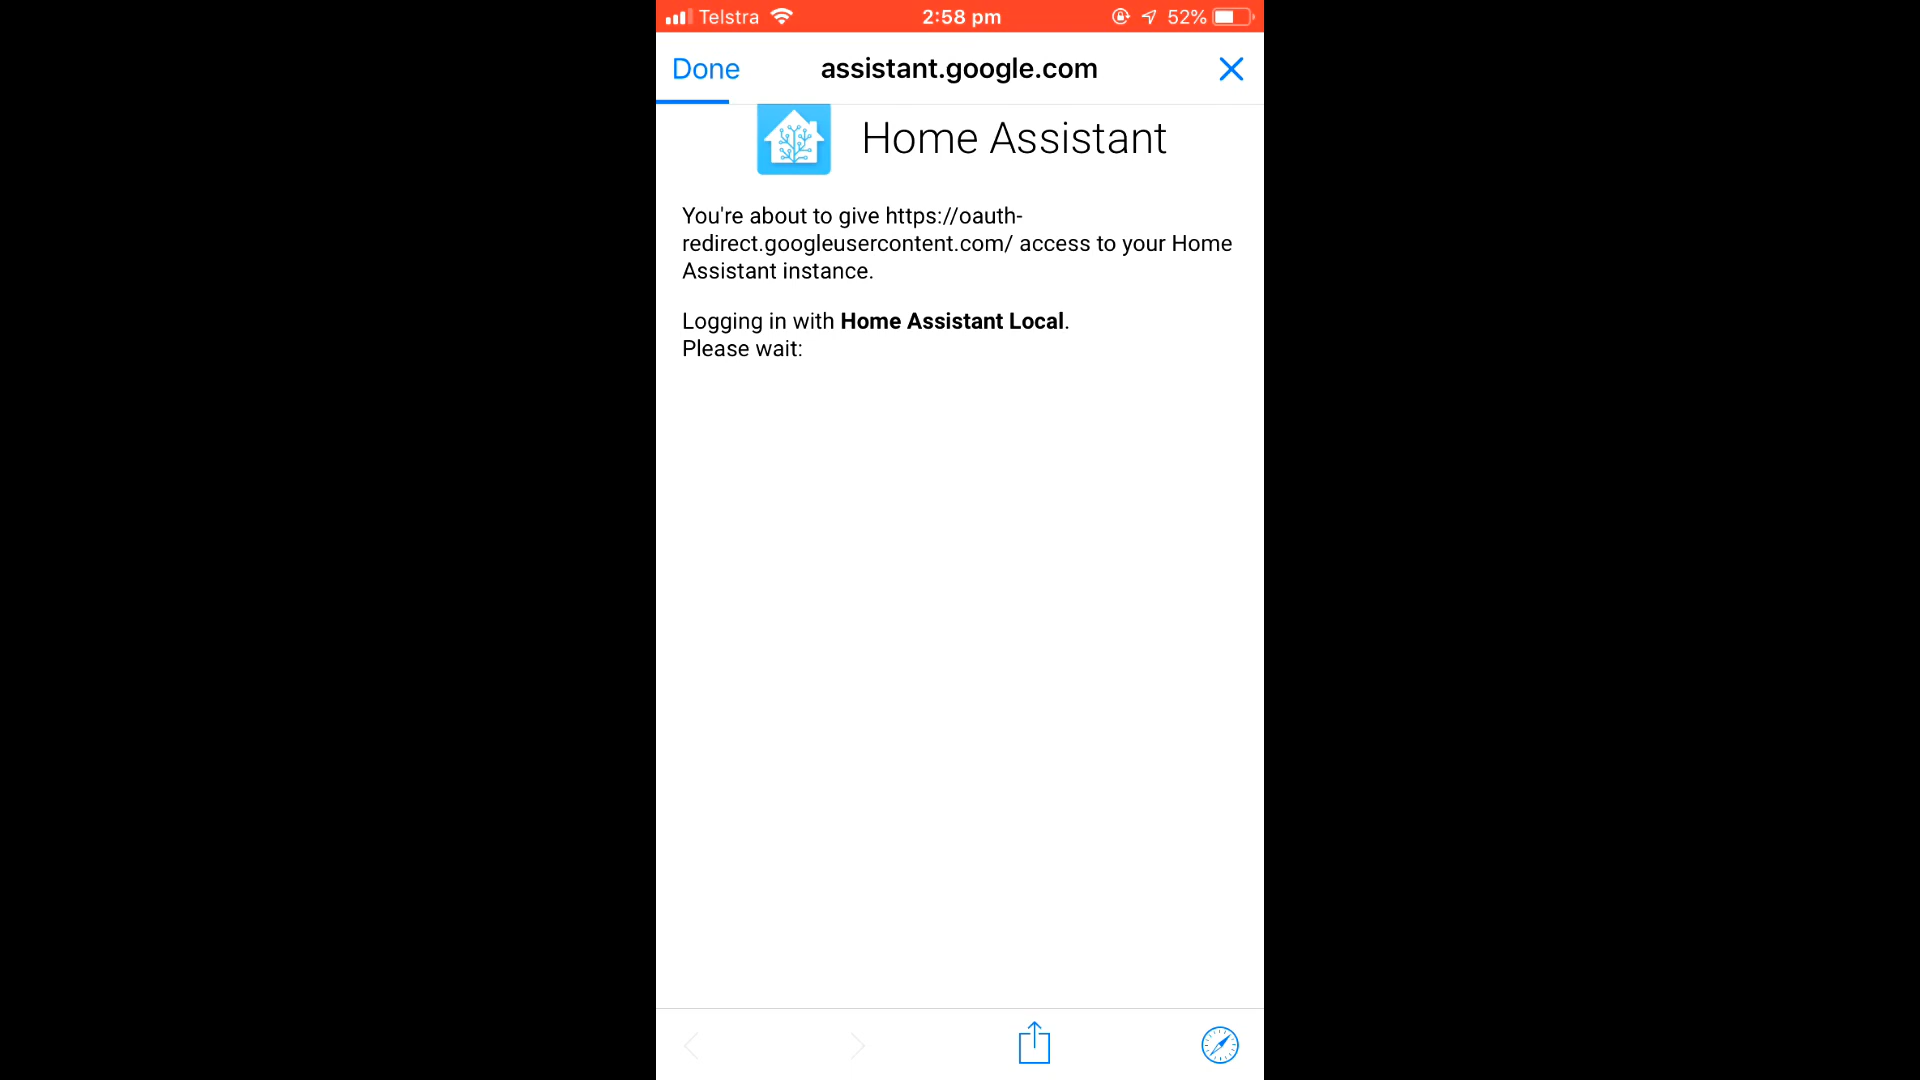 Telstra 2:58 pm 52%
Done assistant.google.com
Home Assistant
You're about to give https://oauth-
redirect.googleusercontent.com/ access to your Home
Assistant instance.
Logging in with Home Assistant Local.
Please wait: